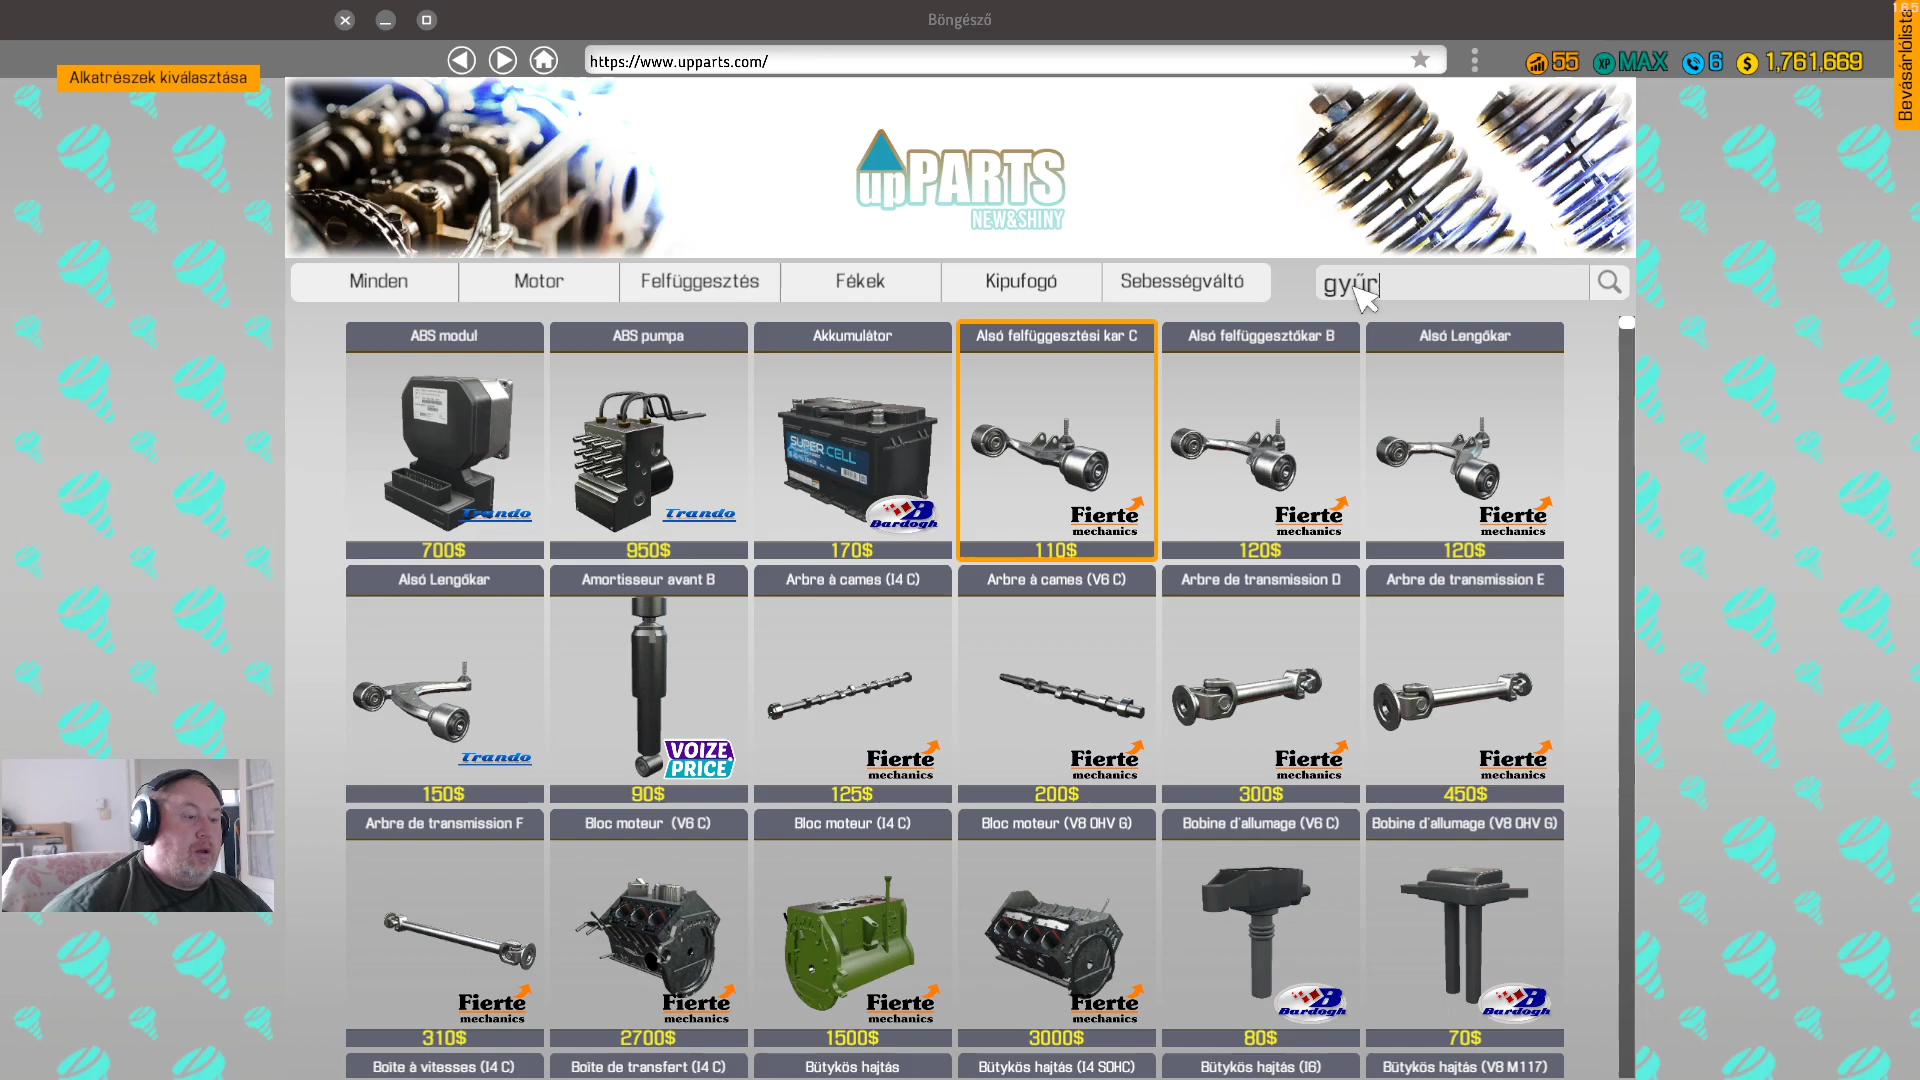 Böngésző
185
https://www.upparts.com/
55
XP MAX
6
$ 1,761,669
Bevásárlólista
Alkatrészek kiválasztása
upPARTS
NEW&SHINY
Minden
Motor
Felfüggesztés
Fékek
Kipufogó
Sebességváltó
gyűr
ABS modul
ABS pumpa
Akkumulátor
Alsó felfüggesztési kar C
Alsó felfüggesztőkar B
Alsó Lengőkar
SUPER CELL
Trando
Trando
Bardogh
Fierte mechanics
Fierte mechanics
Fierte mechanics
700$
950$
170$
110$
120$
120$
Alsó Lengőkar
Amortisseur avant B
Arbre à cames (I4 C)
Arbre à cames (V6 C)
Arbre de transmission D
Arbre de transmission E
Trando
VOIZE PRICE
Fierte mechanics
Fierte mechanics
Fierte mechanics
Fierte mechanics
150$
90$
125$
200$
300$
450$
Arbre de transmission F
Bloc moteur (V6 C)
Bloc moteur (I4 C)
Bloc moteur (V8 OHV G)
Bobine d'allumage (V6 C)
Bobine d'allumage (V8 OHV G)
Fierte mechanics
Fierte mechanics
Fierte mechanics
Fierte mechanics
Bardogh
Bardogh
310$
2700$
1500$
3000$
80$
70$
Boîte à vitesses (I4 C)
Boîte de transfert (I4 C)
Bütykös hajtás
Bütykös hajtás (I4 SOHC)
Bütykös hajtás (I6)
Bütykös hajtás (V8 M117)